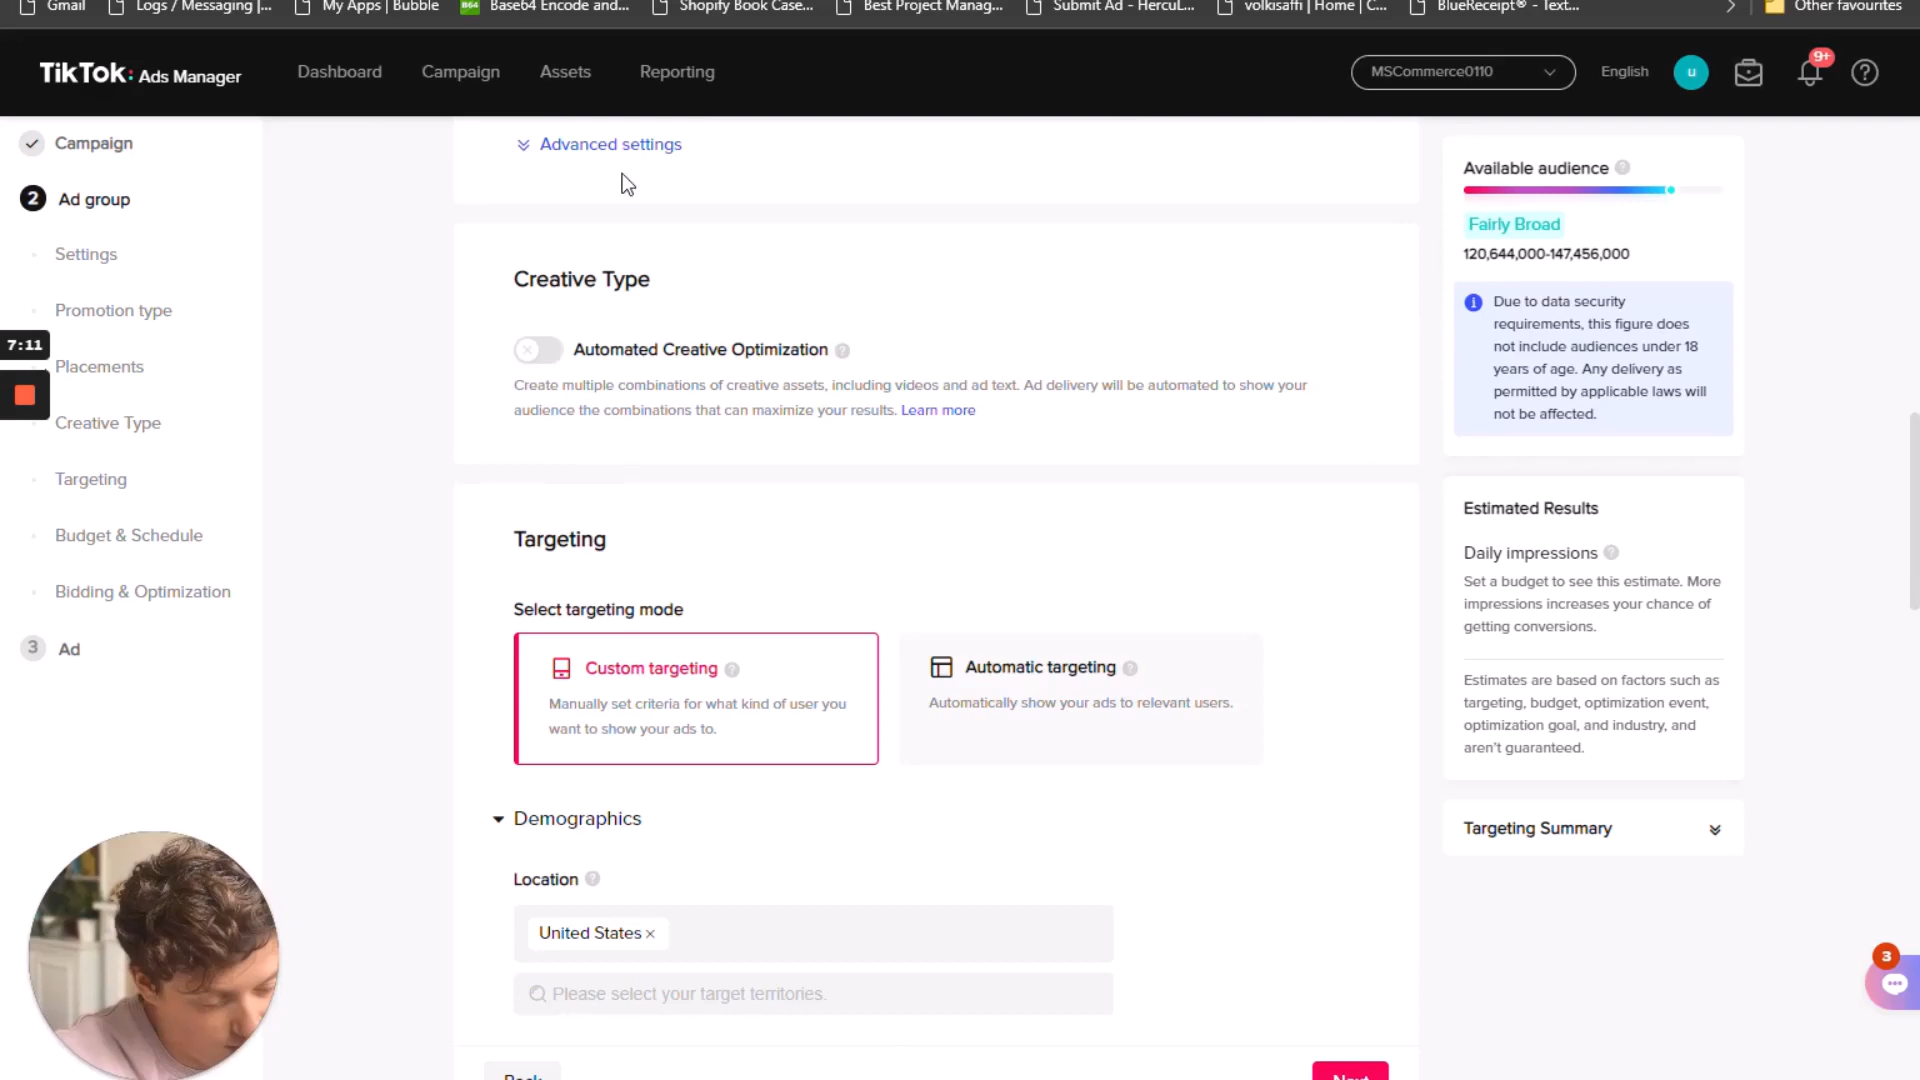 Gmail
Logs / Messaging |...
My Apps | Bubble
B64 Base64 Encode and...
Shopify Book Case...
Best Project Manag...
Submit Ad - HercuL...
volkisaffi | Home | C...
BlueReceipt® - Text...
Other favourites
TikTok: Ads Manager
Dashboard
Campaign
Assets
Reporting
MSCommerce0110
English
u
9+
Campaign
2 Ad group
Settings
Promotion type
7:11
Placements
Creative Type
Targeting
Budget & Schedule
Bidding & Optimization
3 Ad
Advanced settings
Creative Type
Automated Creative Optimization ?
Create multiple combinations of creative assets, including videos and ad text. Ad delivery will be automated to show your
audience the combinations that can maximize your results. Learn more
Targeting
Select targeting mode
Custom targeting ?
Manually set criteria for what kind of user you
want to show your ads to.
Automatic targeting ?
Automatically show your ads to relevant users.
Demographics
Location ?
United States ×
Please select your target territories.
Back
Next
Available audience ?
Fairly Broad
120,644,000-147,456,000
Due to data security
requirements, this figure does
not include audiences under 18
years of age. Any delivery as
permitted by applicable laws will
not be affected.
Estimated Results
Daily impressions ?
Set a budget to see this estimate. More
impressions increases your chance of
getting conversions.
Estimates are based on factors such as
targeting, budget, optimization event,
optimization goal, and industry, and
aren't guaranteed.
Targeting Summary
3